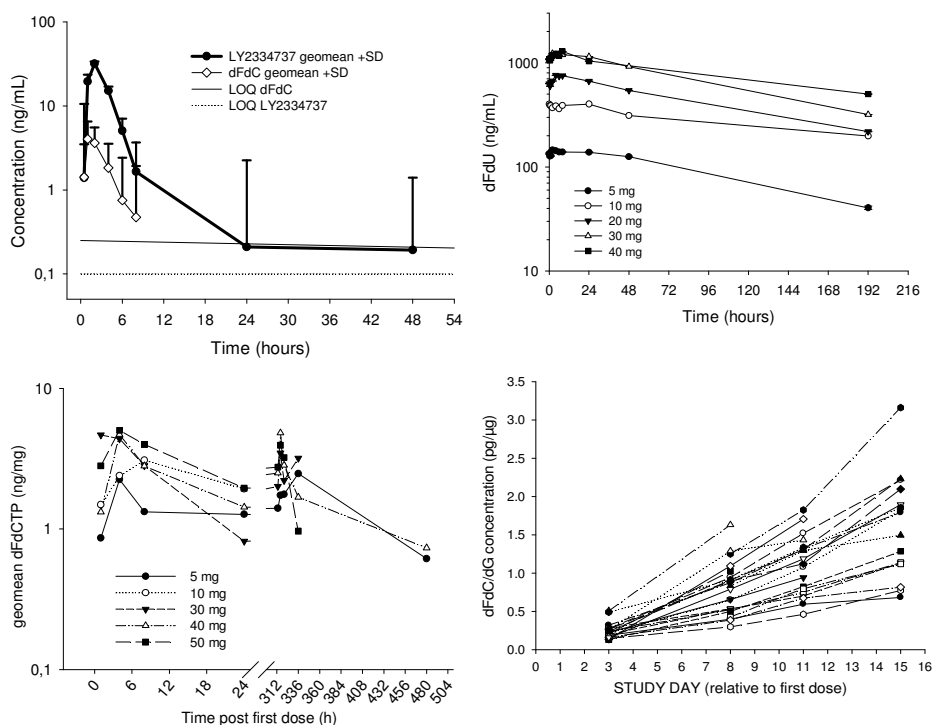 100
10
1
0,1
Concentration (ng/mL)
LY2334737 geomean +SD
dFdC geomean +SD
LOQ dFdC
LOQ LY2334737
0 6 12 18 24 30 36 42 48 54
Time (hours)
1000
100
10
dFdU (ng/mL)
5 mg
10 mg
20 mg
30 mg
40 mg
0 24 48 72 96 120 144 168 192 216
Time (hours)
10
1
0,1
geomean dFdCTP (ng/mg)
5 mg
10 mg
30 mg
40 mg
50 mg
0 6 12 18 24 312 336 360 384 408 432 456 480 504
Time post first dose (h)
3.5
3.0
2.5
2.0
1.5
1.0
0.5
0.0
dFdC/dG concentration (pg/µg)
0 1 2 3 4 5 6 7 8 9 10 11 12 13 14 15 16
STUDY DAY (relative to first dose)